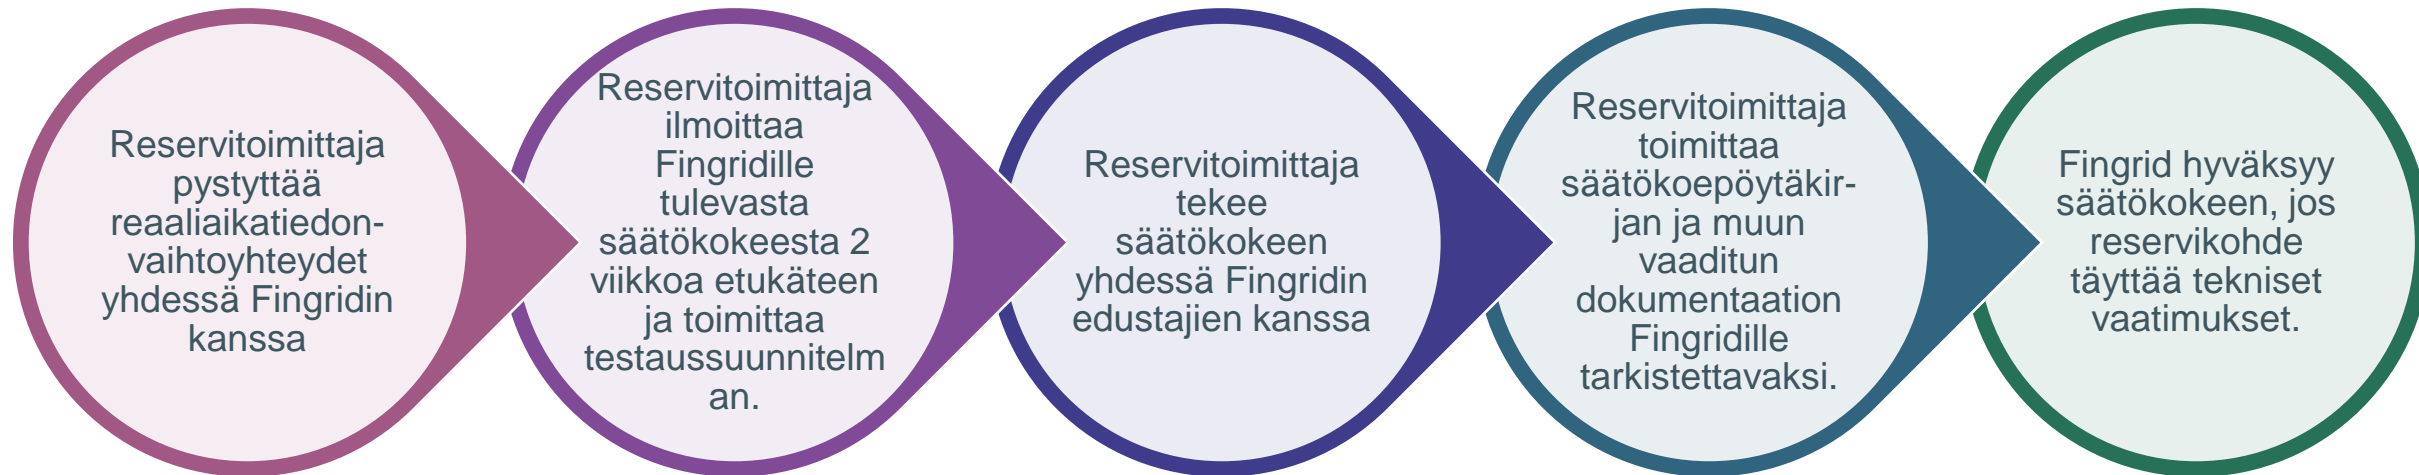 Reservitoimittaja
pystyttää
reaaliaikatiedon-
vaihtoyhteydet
yhdessä Fingridin
kanssa
Reservitoimittaja
ilmoittaa
Fingridille
tulevasta
säätökokeesta 2
viikkoa etukäteen
ja toimittaa
testaussuunnitelm
an.
Reservitoimittaja
tekee
säätökokeen
yhdessä Fingridin
edustajien kanssa
Reservitoimittaja
toimittaa
säätökoepöytäkir-
jan ja muun
vaaditun
dokumentaation
Fingridille
tarkistettavaksi.
Fingrid hyväksyy
säätökokeen, jos
reservikohde
täyttää tekniset
vaatimukset.